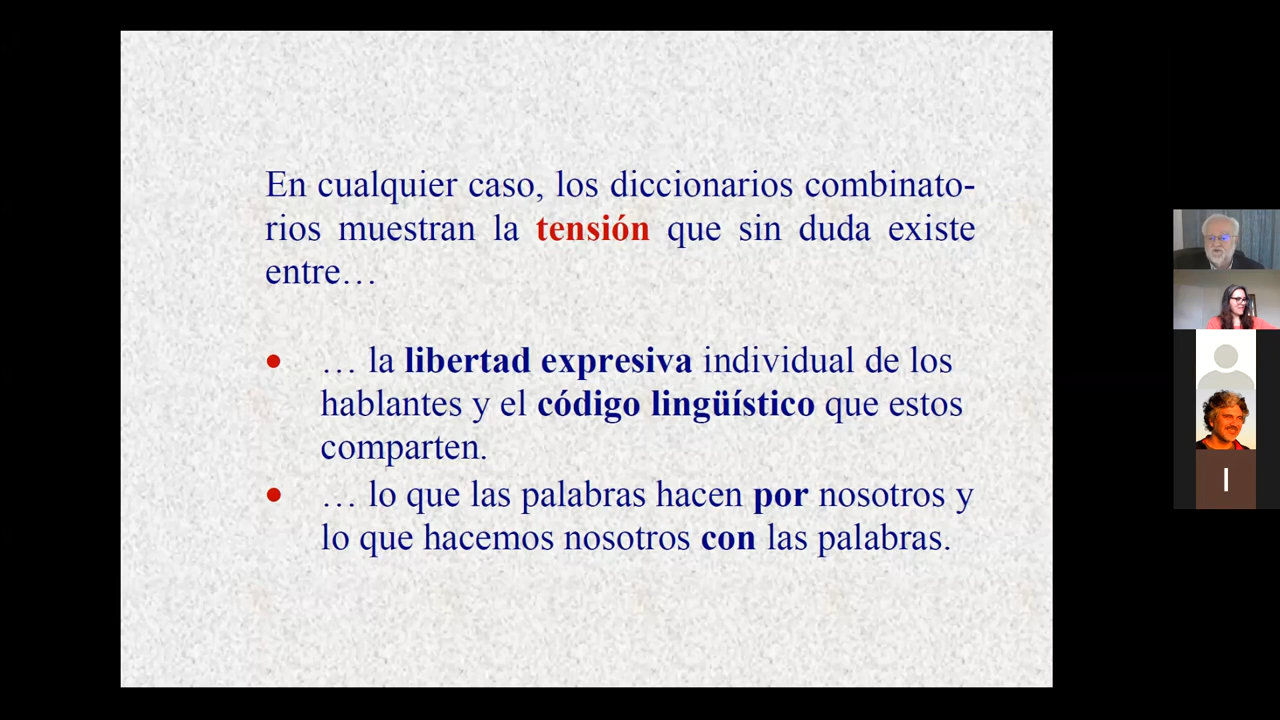 En cualquier caso, los diccionarios combinato-
rios muestran la tensión que sin duda existe
entre…
• … la libertad expresiva individual de los
hablantes y el código lingüístico que estos
comparten.
• … lo que las palabras hacen por nosotros y
lo que hacemos nosotros con las palabras.
I